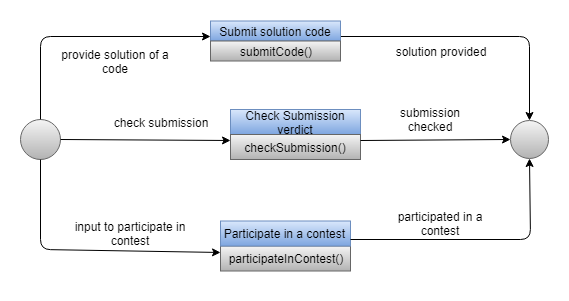 Submit solution code
submitCode()
provide solution of a
code
solution provided
check submission
Check Submission
verdict
checkSubmission()
submission
checked
input to participate in
contest
Participate in a contest
participateInContest()
participated in a
contest